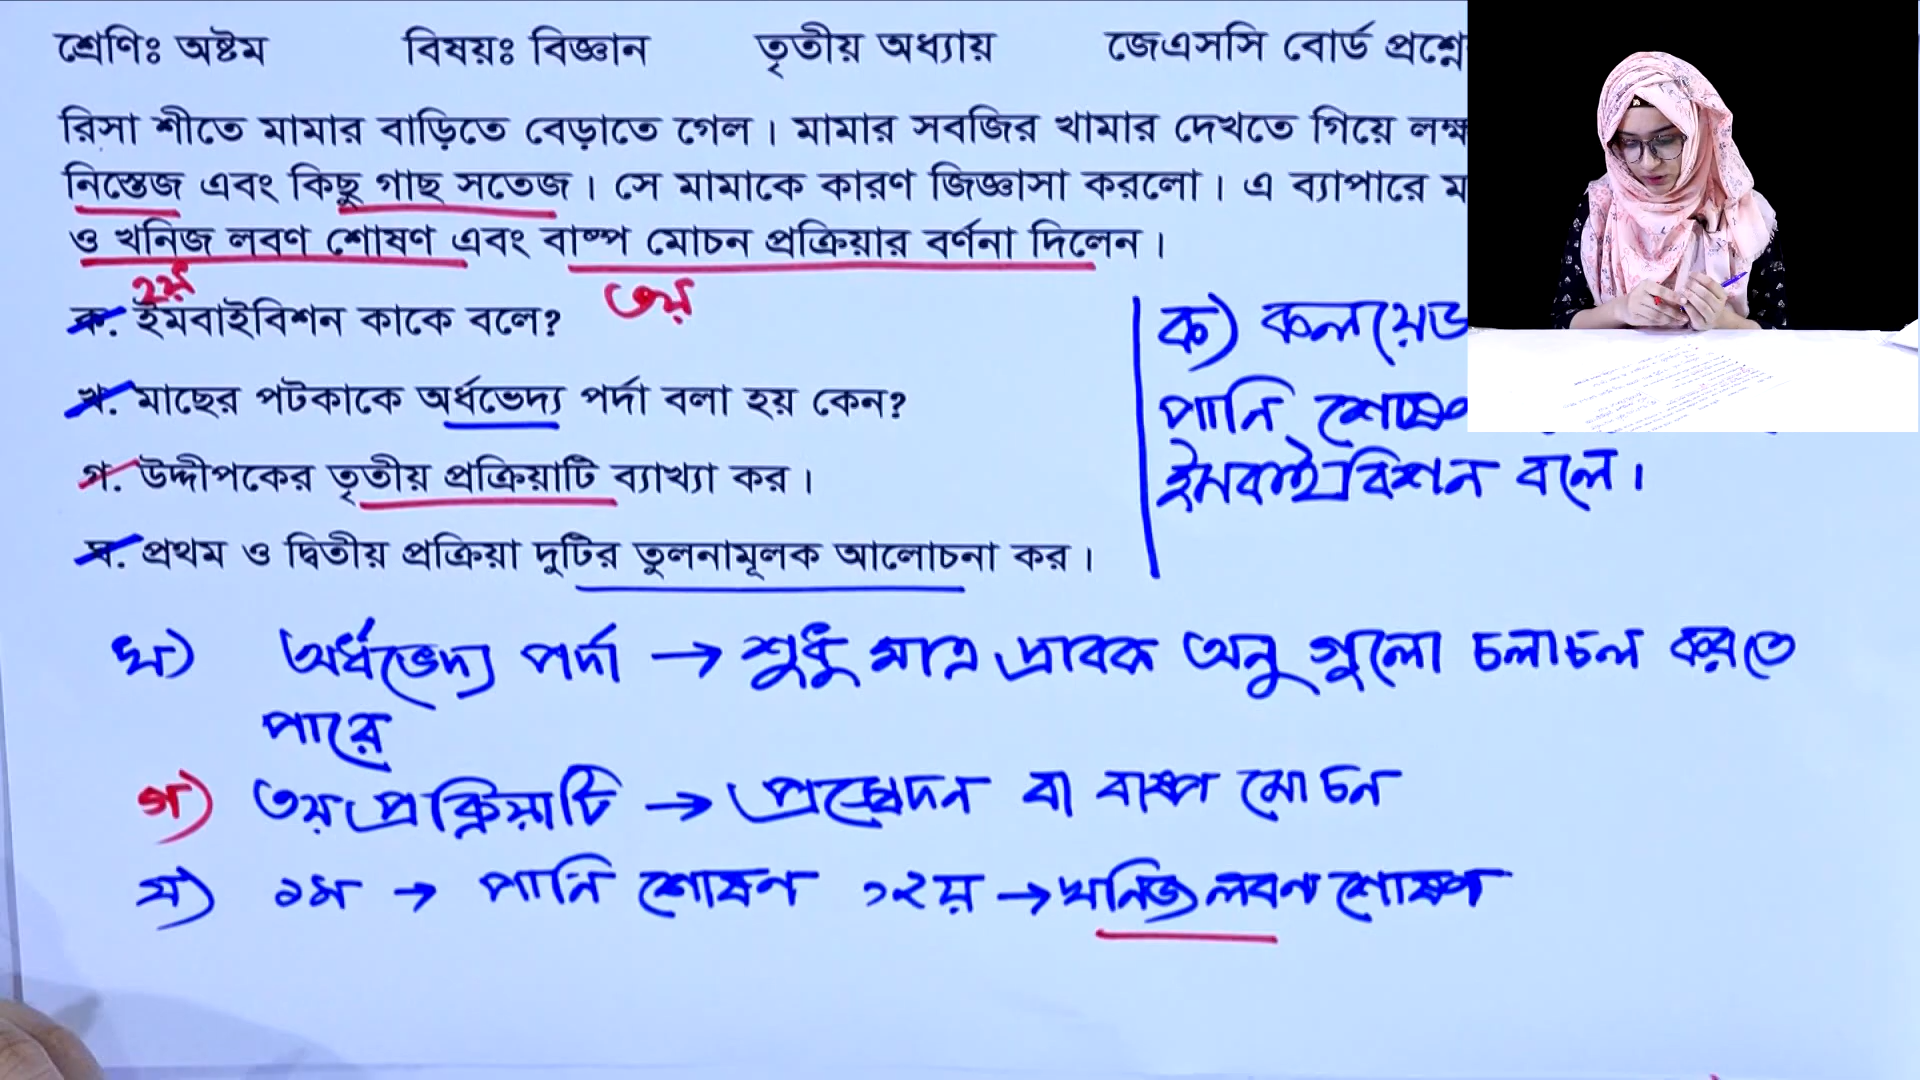 শ্রেণিঃ অষ্টম বিষয়ঃ বিজ্ঞান তৃতীয় অধ্যায় জেএসসি বোর্ড প্রশ্নে
রিসা শীতে মামার বাড়িতে বেড়াতে গেল। মামার সবজির খামার দেখতে গিয়ে লক্ষ
নিস্তেজ এবং কিছু গাছ সতেজ। সে মামাকে কারণ জিজ্ঞাসা করলো। এ ব্যাপারে ম
ও খনিজ লবণ শোষণ এবং বাষ্প মোচন প্রক্রিয়ার বর্ণনা দিলেন।
২য় ৩য়
ক. ইমবাইবিশন কাকে বলে?
খ. মাছের পটকাকে অর্ধভেদ্য পর্দা বলা হয় কেন?
গ. উদ্দীপকের তৃতীয় প্রক্রিয়াটি ব্যাখ্যা কর।
ঘ. প্রথম ও দ্বিতীয় প্রক্রিয়া দুটির তুলনামূলক আলোচনা কর।
ক) কলয়েড
পানি শোষণ
ইমবাইবিশন বলে।
খ) অর্ধভেদ্য পর্দা → শুধু মাত্র দ্রাবক অনু গুলো চলাচল করতে
পারে
গ) ৩য় প্রক্রিয়াটি → প্রস্বেদন বা বাষ্প মোচন
ঘ) ১ম → পানি শোষণ , ২য় → খনিজ লবণ শোষণ